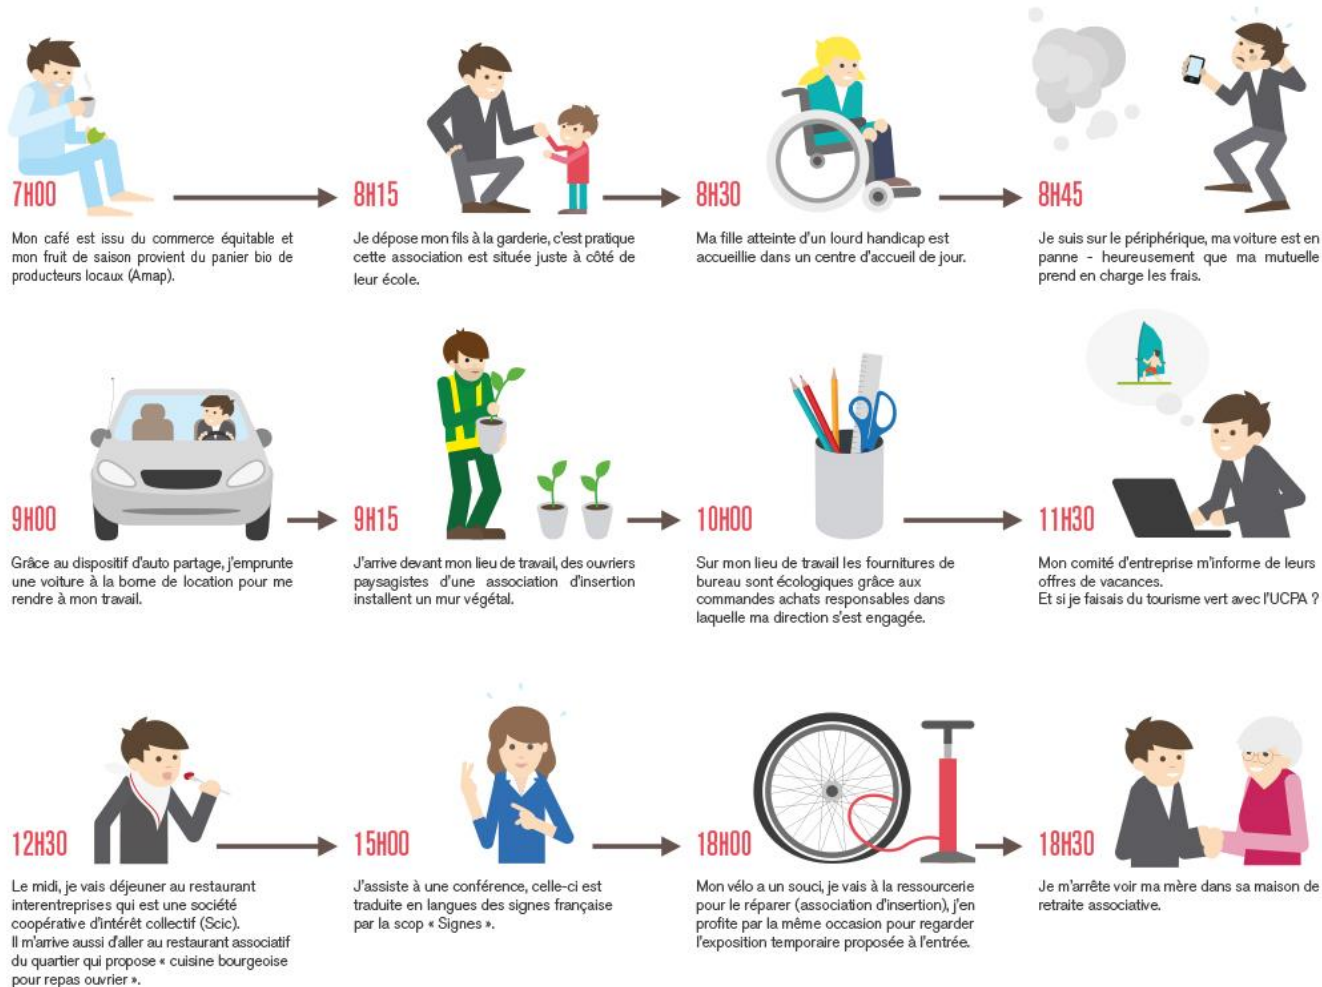 7H00
Mon café est issu du commerce équitable et
mon fruit de saison provient du panier bio de
producteurs locaux (Amap).
8H15
Je dépose mon fils à la garderie, c'est pratique
cette association est située juste à côté de
leur école.
8H30
Ma fille atteinte d'un lourd handicap est
accueillie dans un centre d'accueil de jour.
8H45
Je suis sur le périphérique, ma voiture est en
panne - heureusement que ma mutuelle
prend en charge les frais.
9H00
Grâce au dispositif d'auto partage, j'emprunte
une voiture à la borne de location pour me
rendre à mon travail.
9H15
J'arrive devant mon lieu de travail, des ouvriers
paysagistes d'une association d'insertion
installent un mur végétal.
10H00
Sur mon lieu de travail les fournitures de
bureau sont écologiques grâce aux
commandes achats responsables dans
laquelle ma direction s'est engagée.
11H30
Mon comité d'entreprise m'informe de leurs
offres de vacances.
Et si je faisais du tourisme vert avec l'UCPA ?
12H30
Le midi, je vais déjeuner au restaurant
interentreprises qui est une société
coopérative d'intérêt collectif (Scic).
Il m'arrive aussi d'aller au restaurant associatif
du quartier qui propose « cuisine bourgeoise
pour repas ouvrier ».
15H00
J'assiste à une conférence, celle-ci est
traduite en langues des signes française
par la scop « Signes ».
18H00
Mon vélo a un souci, je vais à la ressourcerie
pour le réparer (association d'insertion), j'en
profite par la même occasion pour regarder
l'exposition temporaire proposée à l'entrée.
18H30
Je m'arrête voir ma mère dans sa maison de
retraite associative.